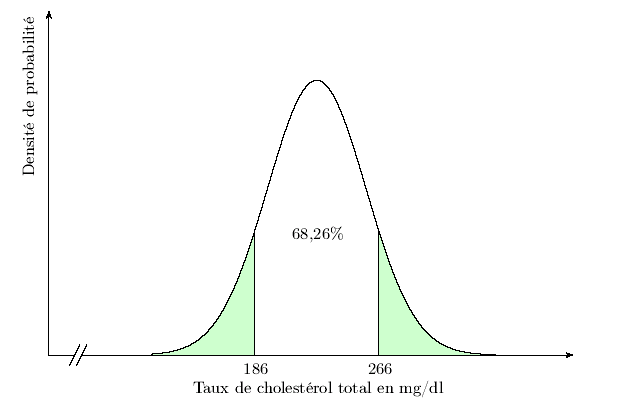 Densité de probabilité
68,26%
186
266
Taux de cholestérol total en mg/dl